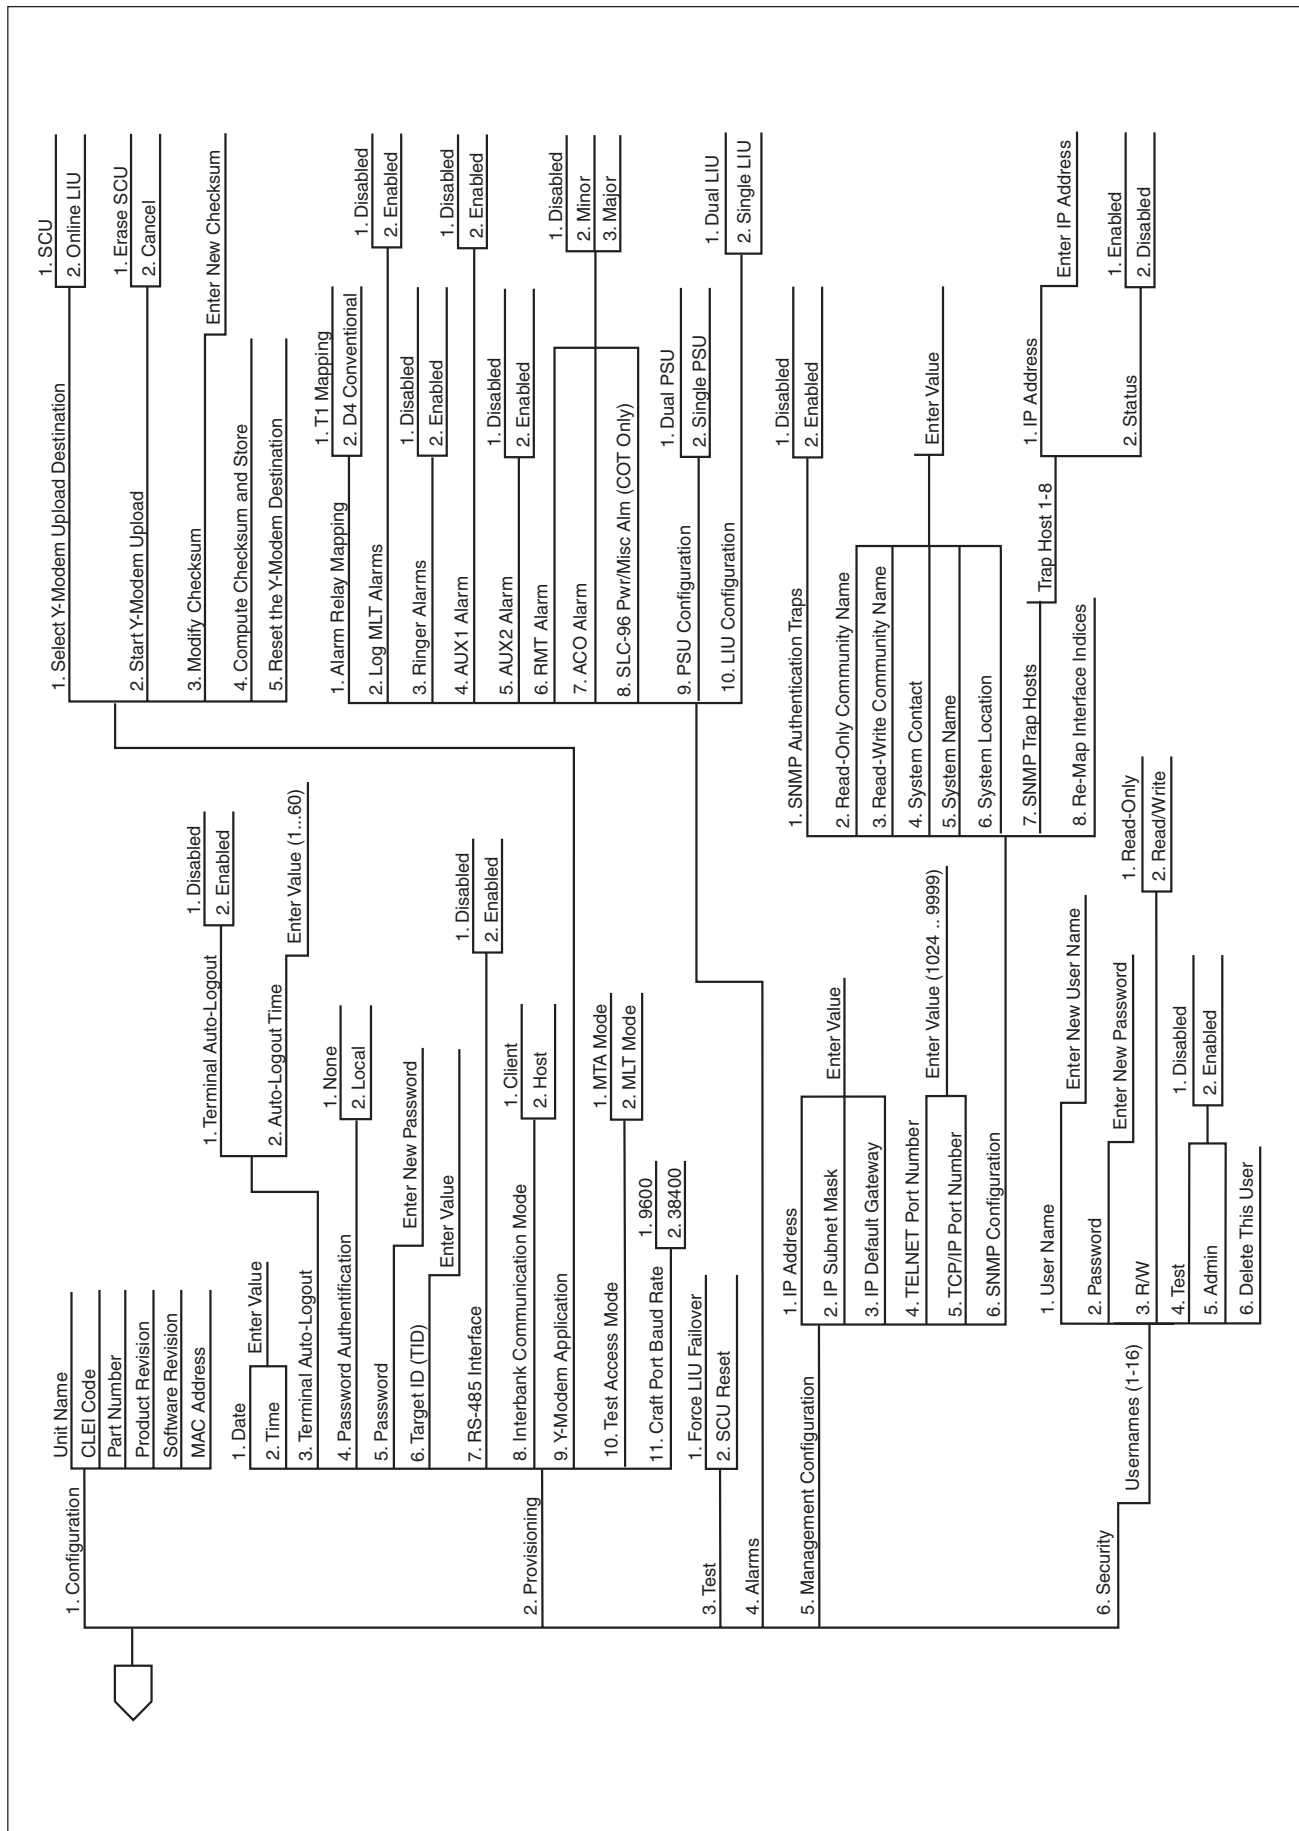 1. Configuration
Unit Name
CLEI Code
Part Number
Product Revision
Software Revision
MAC Address
2. Provisioning
1. Date
2. Time
Enter Value
3. Terminal Auto-Logout
1. Terminal Auto-Logout
1. Disabled
2. Enabled
2. Auto-Logout Time
Enter Value (1...60)
4. Password Authentification
1. None
2. Local
5. Password
Enter New Password
6. Target ID (TID)
Enter Value
7. RS-485 Interface
1. Disabled
2. Enabled
8. Interbank Communication Mode
1. Client
2. Host
9. Y-Modem Application
1. Select Y-Modem Upload Destination
1. SCU
2. Online LIU
2. Start Y-Modem Upload
1. Erase SCU
2. Cancel
3. Modify Checksum
Enter New Checksum
4. Compute Checksum and Store
5. Reset the Y-Modem Destination
10. Test Access Mode
1. MTA Mode
2. MLT Mode
11. Craft Port Baud Rate
1. 9600
2. 38400
3. Test
1. Force LIU Failover
2. SCU Reset
4. Alarms
1. Alarm Relay Mapping
1. T1 Mapping
2. D4 Conventional
2. Log MLT Alarms
1. Disabled
2. Enabled
3. Ringer Alarms
1. Disabled
2. Enabled
4. AUX1 Alarm
1. Disabled
2. Enabled
5. AUX2 Alarm
1. Disabled
2. Enabled
6. RMT Alarm
7. ACO Alarm
8. SLC-96 Pwr/Misc Alm (COT Only)
1. Disabled
2. Minor
3. Major
9. PSU Configuration
1. Dual PSU
2. Single PSU
10. LIU Configuration
1. Dual LIU
2. Single LIU
5. Management Configuration
1. IP Address
2. IP Subnet Mask
3. IP Default Gateway
Enter Value
4. TELNET Port Number
5. TCP/IP Port Number
Enter Value (1024 .. 9999)
6. SNMP Configuration
1. SNMP Authentication Traps
1. Disabled
2. Enabled
2. Read-Only Community Name
3. Read-Write Community Name
4. System Contact
5. System Name
6. System Location
Enter Value
7. SNMP Trap Hosts
Trap Host 1-8
1. IP Address
Enter IP Address
2. Status
1. Enabled
2. Disabled
8. Re-Map Interface Indices
6. Security
Usernames (1-16)
1. User Name
Enter New User Name
2. Password
Enter New Password
3. R/W
1. Read-Only
2. Read/Write
4. Test
5. Admin
1. Disabled
2. Enabled
6. Delete This User